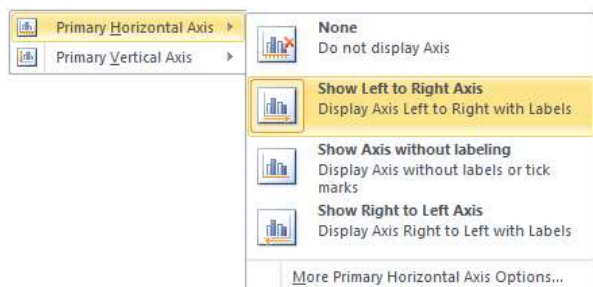 Primary Horizontal Axis
Primary Vertical Axis
None
Do not display Axis
Show Left to Right Axis
Display Axis Left to Right with Labels
Show Axis without labeling
Display Axis without labels or tick
marks
Show Right to Left Axis
Display Axis Right to Left with Labels
More Primary Horizontal Axis Options...